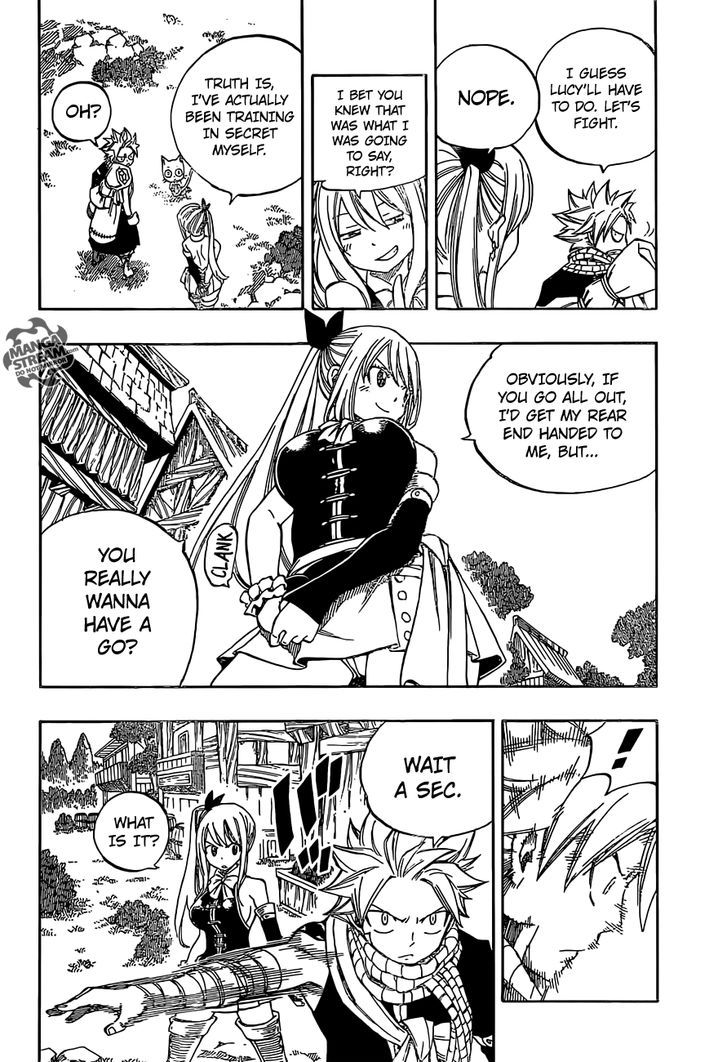 I GUESS
LUCY'LL HAVE
TO DO. LET'S
FIGHT.
NOPE.
I BET YOU
KNEW THAT
WAS WHAT I
WAS GOING
TO SAY,
RIGHT?
TRUTH IS,
I'VE ACTUALLY
BEEN TRAINING
IN SECRET
MYSELF.
OH?
MANGA
STREAM
OBVIOUSLY, IF
YOU GO ALL OUT,
I'D GET MY REAR
END HANDED TO
ME, BUT...
CLANK
YOU
REALLY
WANNA
HAVE A
GO?
!
WAIT
A SEC.
WHAT
IS IT?